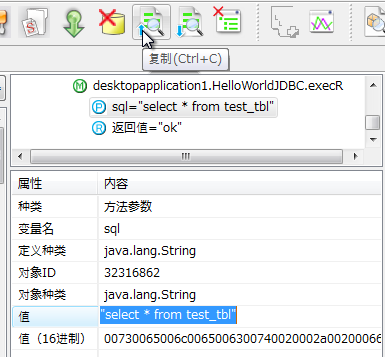 复制(Ctrl+C)
desktopapplication1.HelloWorldJDBC.execR
sql="select * from test_tbl"
返回值="ok"
属性 内容
种类 方法参数
变量名 sql
定义种类 java.lang.String
对象ID 32316862
对象种类 java.lang.String
值 "select * from test_tbl"
值（16进制） 00730065006c0065006300740020002a00200066